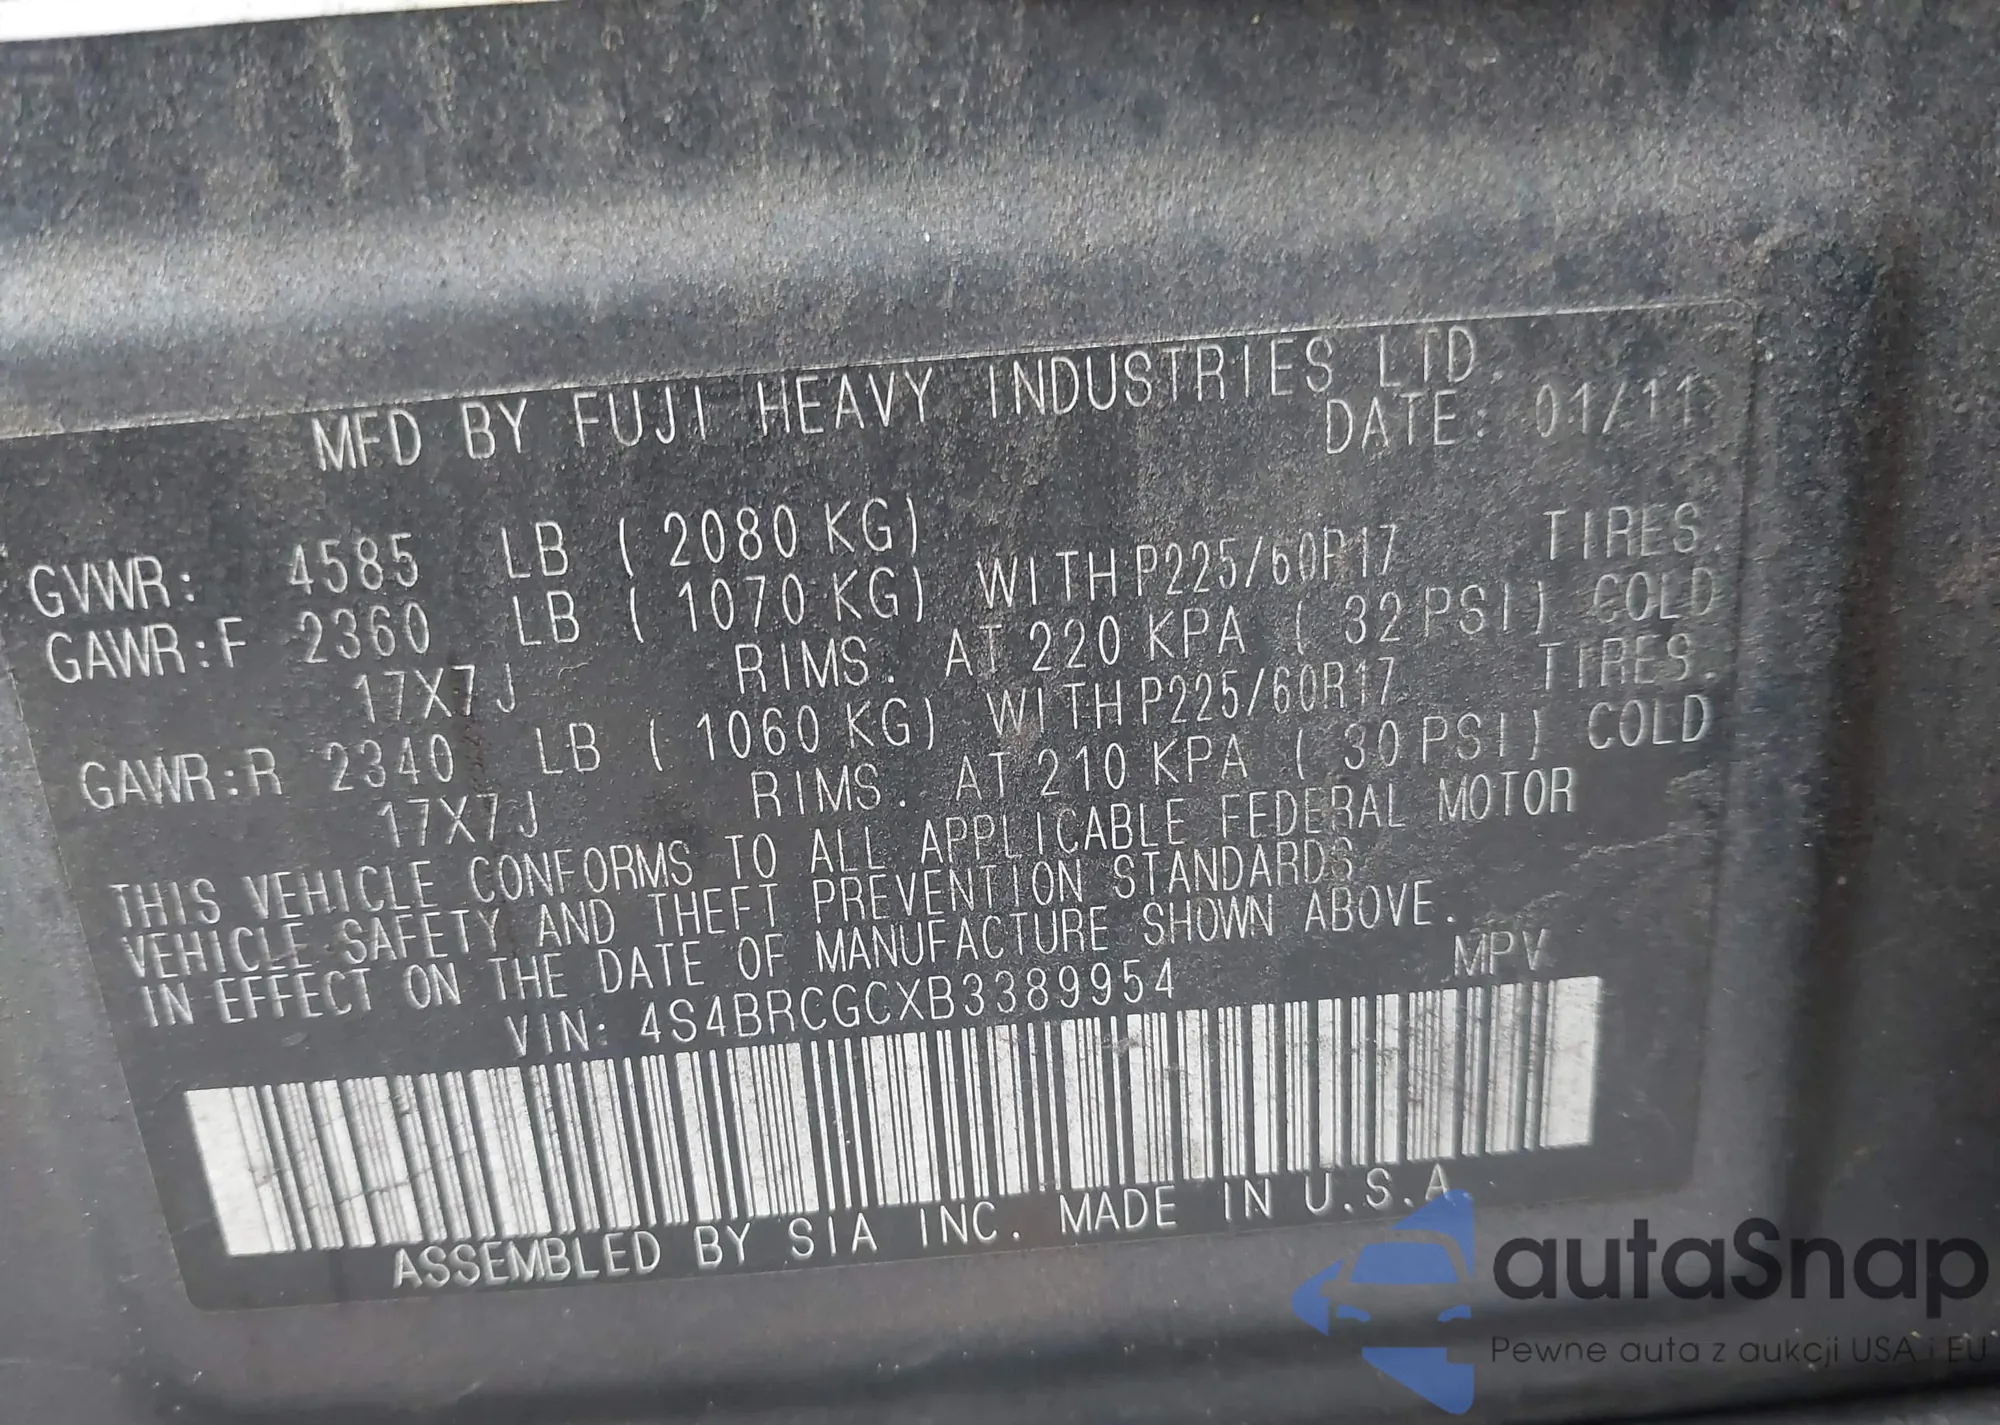 MFD BY FUJI HEAVY INDUSTRIES LTD.
DATE: 01/11
GVWR: 4585 LB ( 2080 KG)
GAWR:F 2360 LB ( 1070 KG) WITH P225/60R17 TIRES.
17X7J RIMS. AT 220 KPA ( 32 PSI) COLD
GAWR:R 2340 LB ( 1060 KG) WITH P225/60R17 TIRES.
17X7J RIMS. AT 210 KPA ( 30 PSI) COLD
THIS VEHICLE CONFORMS TO ALL APPLICABLE FEDERAL MOTOR
VEHICLE SAFETY AND THEFT PREVENTION STANDARDS
IN EFFECT ON THE DATE OF MANUFACTURE SHOWN ABOVE.
VIN: 4S4BRCGCXB3389954 MPV
ASSEMBLED BY SIA INC. MADE IN U.S.A
autaSnap
Pewne auta z aukcji USA i EU